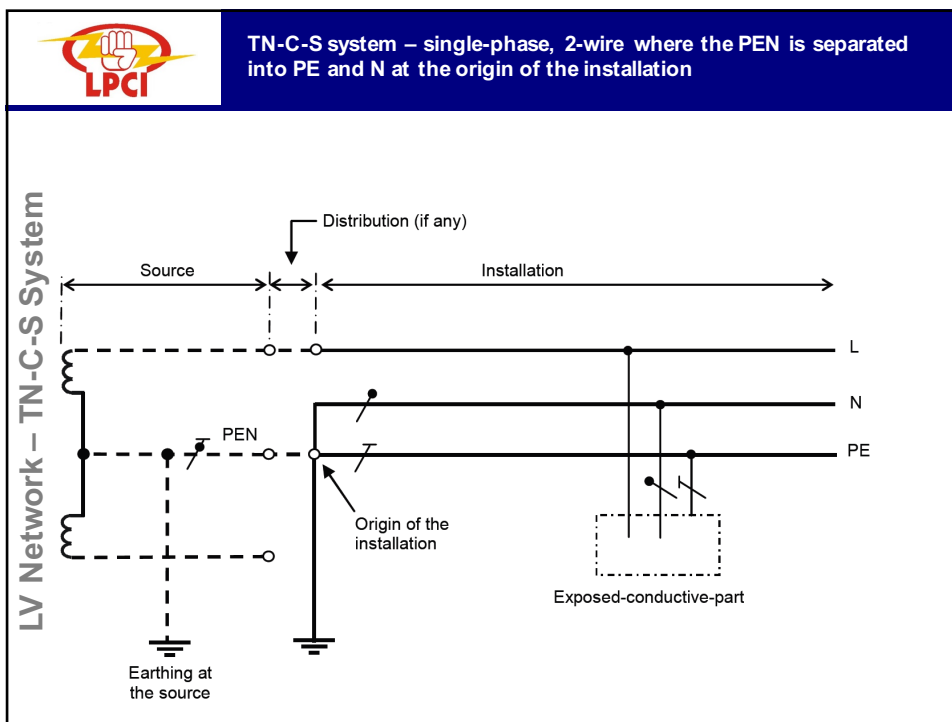 LPCI
TN-C-S system – single-phase, 2-wire where the PEN is separated
into PE and N at the origin of the installation
LV Network – TN-C-S System
Distribution (if any)
Source
Installation
L
N
PEN
PE
Origin of the
installation
Exposed-conductive-part
Earthing at
the source